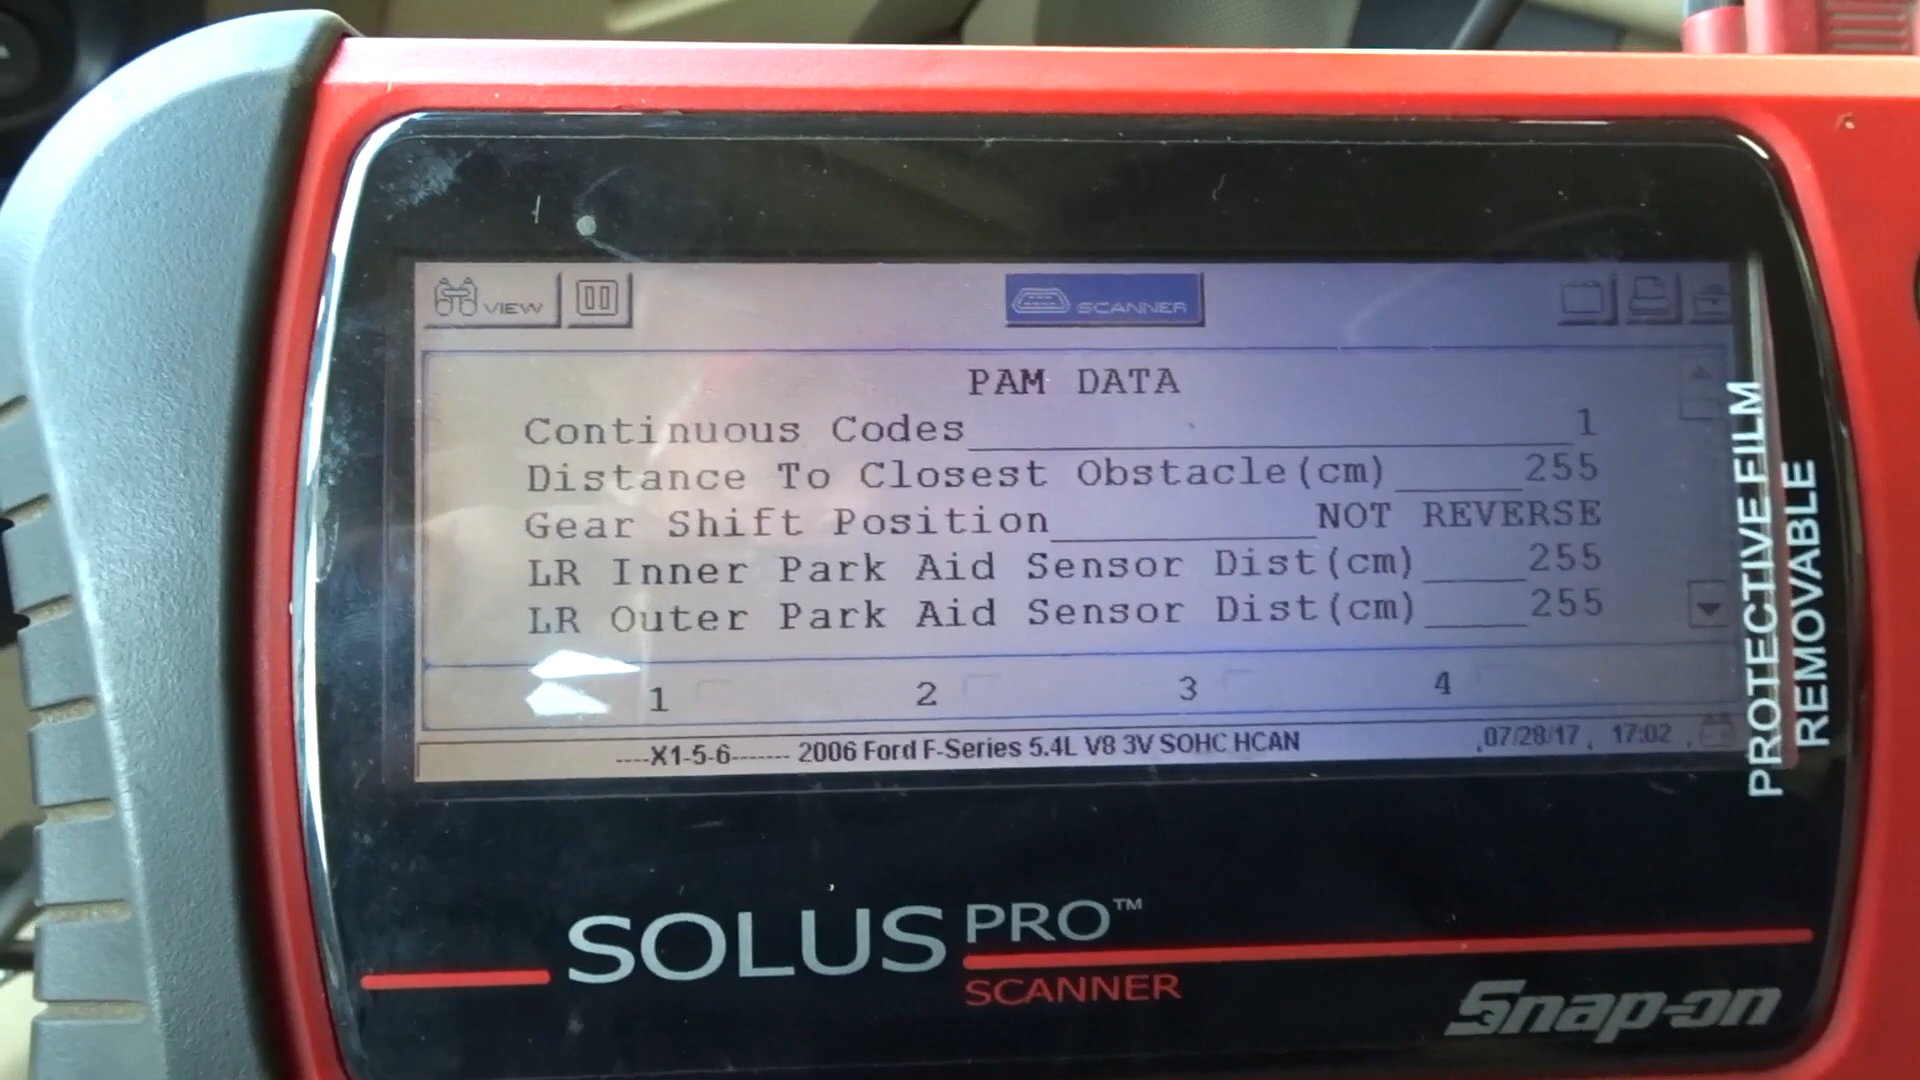 VIEW
SCANNER
PAM DATA
Continuous Codes 1
Distance To Closest Obstacle(cm) 255
Gear Shift Position NOT REVERSE
LR Inner Park Aid Sensor Dist(cm) 255
LR Outer Park Aid Sensor Dist(cm) 255
1 2 3 4
----X1-5-6------- 2006 Ford F-Series 5.4L V8 3V SOHC HCAN 07/28/17 17:02
PROTECTIVE FILM
REMOVABLE
SOLUS PRO™
SCANNER
Snap-on